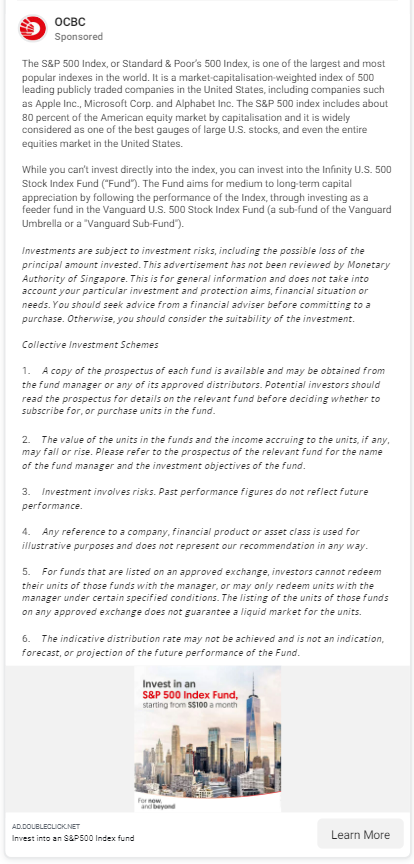 OCBC
Sponsored
The S&P 500 Index, or Standard & Poor's 500 Index, is one of the largest and most
popular indexes in the world. It is a market-capitalisation-weighted index of 500
leading publicly traded companies in the United States, including companies such
as Apple Inc., Microsoft Corp. and Alphabet Inc. The S&P 500 index includes about
80 percent of the American equity market by capitalisation and it is widely
considered as one of the best gauges of large U.S. stocks, and even the entire
equities market in the United States.
While you can't invest directly into the index, you can invest into the Infinity U.S. 500
Stock Index Fund ("Fund"). The Fund aims for medium to long-term capital
appreciation by following the performance of the Index, through investing as a
feeder fund in the Vanguard U.S. 500 Stock Index Fund (a sub-fund of the Vanguard
Umbrella or a "Vanguard Sub-Fund").
Investments are subject to investment risks, including the possible loss of the
principal amount invested. This advertisement has not been reviewed by Monetary
Authority of Singapore. This is for general information and does not take into
account your particular investment and protection aims, financial situation or
needs. You should seek advice from a financial adviser before committing to a
purchase. Otherwise, you should consider the suitability of the investment.
Collective Investment Schemes
1. A copy of the prospectus of each fund is available and may be obtained from
the fund manager or any of its approved distributors. Potential investors should
read the prospectus for details on the relevant fund before deciding whether to
subscribe for, or purchase units in the fund.
2. The value of the units in the funds and the income accruing to the units, if any,
may fall or rise. Please refer to the prospectus of the relevant fund for the name
of the fund manager and the investment objectives of the fund.
3. Investment involves risks. Past performance figures do not reflect future
performance.
4. Any reference to a company, financial product or asset class is used for
illustrative purposes and does not represent our recommendation in any way.
5. For funds that are listed on an approved exchange, investors cannot redeem
their units of those funds with the manager, or may only redeem units with the
manager under certain specified conditions. The listing of the units of those funds
on any approved exchange does not guarantee a liquid market for the units.
6. The indicative distribution rate may not be achieved and is not an indication,
forecast, or projection of the future performance of the Fund.
Invest in an
S&P 500 Index Fund,
starting from S$100 a month
For now,
and beyond
AD.DOUBLECLICK.NET
Invest into an S&P500 Index fund
Learn More